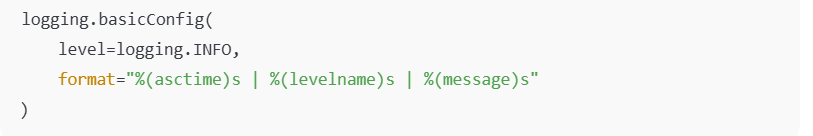 logging.basicConfig(
    level=logging.INFO,
    format="%(asctime)s | %(levelname)s | %(message)s"
)